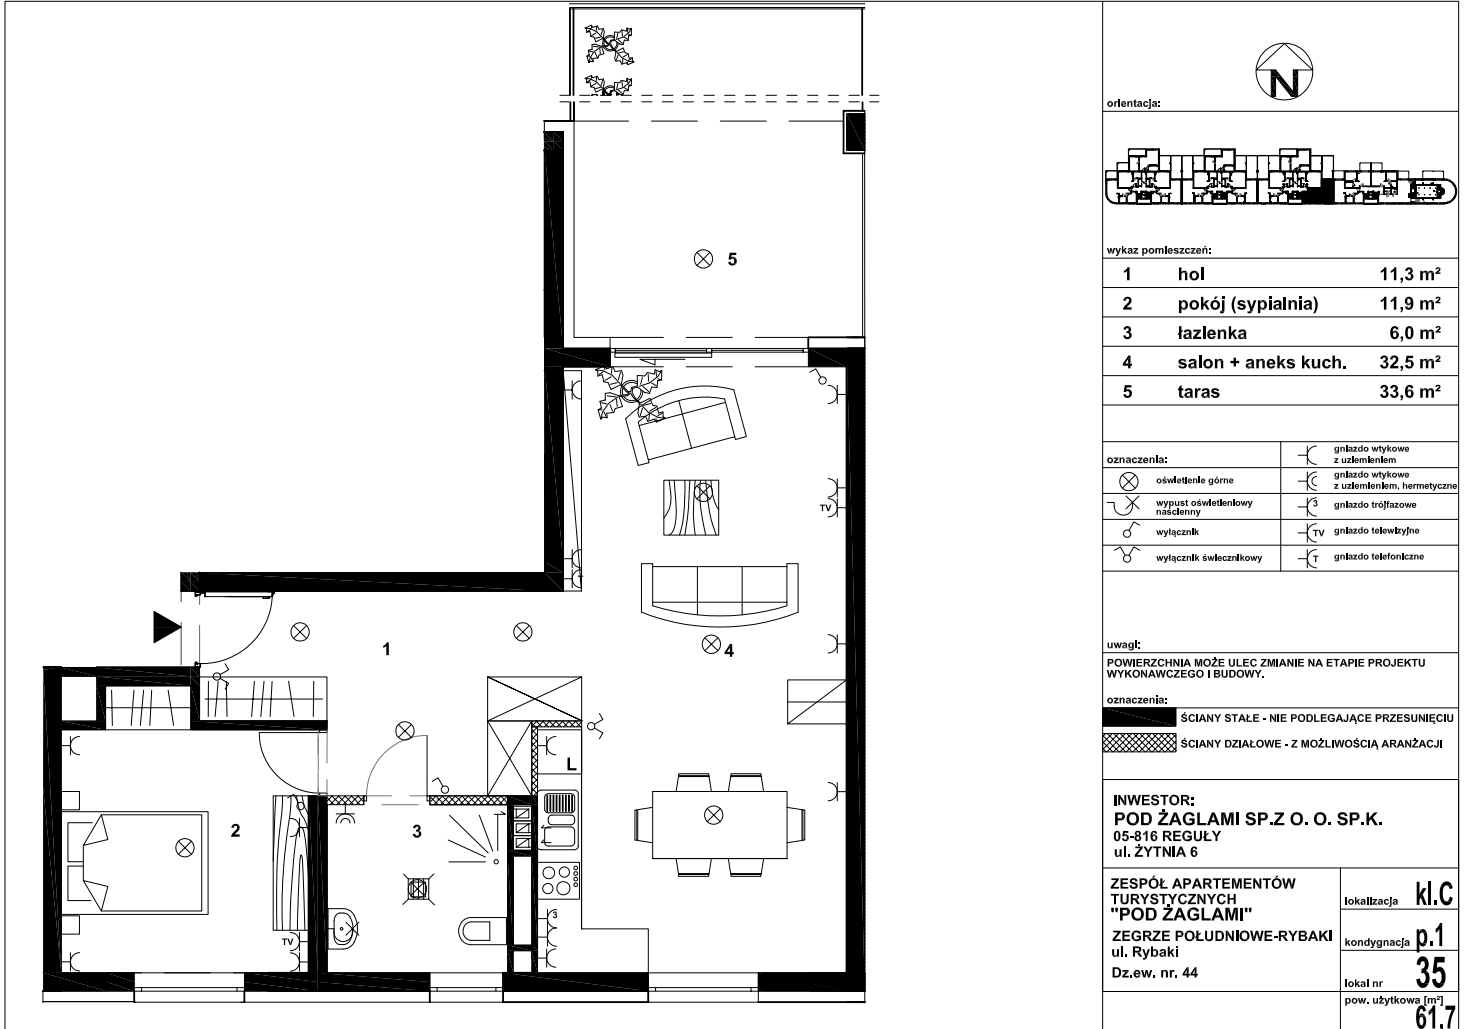 N
orientacja:
wykaz pomieszczeń:
1 hol 11,3 m²
2 pokój (sypialnia) 11,9 m²
3 łazienka 6,0 m²
4 salon + aneks kuch. 32,5 m²
5 taras 33,6 m²
oznaczenia:
oświetlenie górne
wypust oświetleniowy
naścienny
wyłącznik
wyłącznik świecznikowy
gniazdo wtykowe
z uziemieniem
C gniazdo wtykowe
z uziemieniem, hermetyczne
3 gniazdo trójfazowe
TV gniazdo telewizyjne
T gniazdo telefoniczne
uwagi:
POWIERZCHNIA MOŻE ULEC ZMIANIE NA ETAPIE PROJEKTU
WYKONAWCZEGO I BUDOWY.
oznaczenia:
ŚCIANY STAŁE - NIE PODLEGAJĄCE PRZESUNIĘCIU
ŚCIANY DZIAŁOWE - Z MOŻLIWOŚCIĄ ARANŻACJI
INWESTOR:
POD ŻAGLAMI SP.Z O. O. SP.K.
05-816 REGUŁY
ul. ŻYTNIA 6
ZESPÓŁ APARTEMENTÓW
TURYSTYCZNYCH
"POD ŻAGLAMI"
ZEGRZE POŁUDNIOWE-RYBAKI
ul. Rybaki
Dz.ew. nr. 44
lokalizacja kl.C
kondygnacja p.1
lokal nr 35
pow. użytkowa [m²]
61,7
5
TV
1
4
L
2
3
3
TV